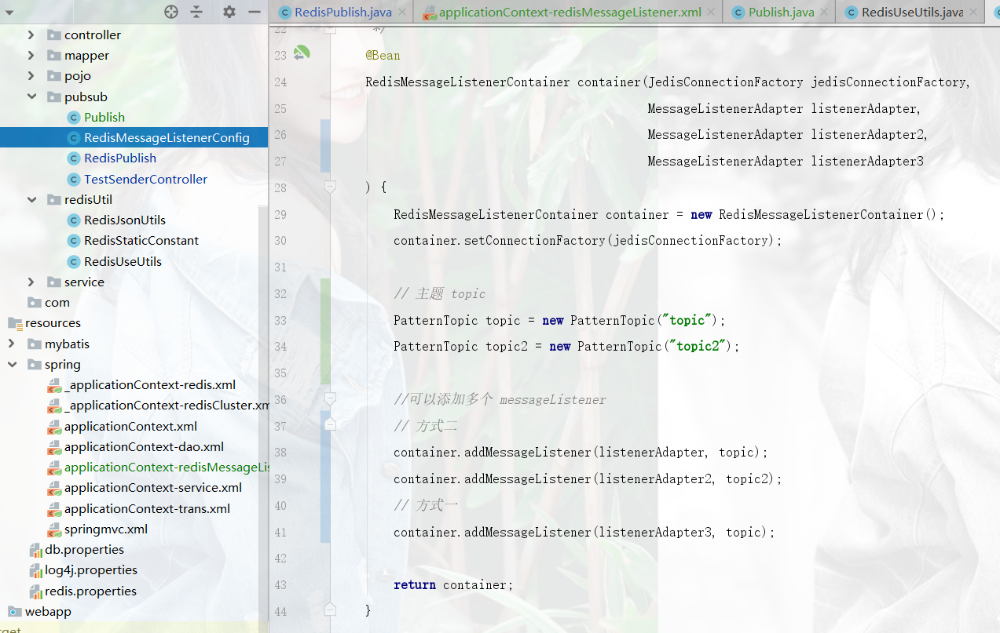 RedisPublish.java
applicationContext-redisMessageListener.xml
Publish.java
RedisUseUtils.java
controller
mapper
pojo
pubsub
Publish
RedisMessageListenerConfig
RedisPublish
TestSenderController
redisUtil
RedisJsonUtils
RedisStaticConstant
RedisUseUtils
service
com
resources
mybatis
spring
_applicationContext-redis.xml
_applicationContext-redisCluster.xm
applicationContext.xml
applicationContext-dao.xml
applicationContext-redisMessageLis
applicationContext-service.xml
applicationContext-trans.xml
springmvc.xml
db.properties
log4j.properties
redis.properties
webapp
rget
22 */
23 @Bean
24 RedisMessageListenerContainer container(JedisConnectionFactory jedisConnectionFactory,
25 MessageListenerAdapter listenerAdapter,
26 MessageListenerAdapter listenerAdapter2,
27 MessageListenerAdapter listenerAdapter3
28 ) {
29 RedisMessageListenerContainer container = new RedisMessageListenerContainer();
30 container.setConnectionFactory(jedisConnectionFactory);
31
32 // 主题 topic
33 PatternTopic topic = new PatternTopic("topic");
34 PatternTopic topic2 = new PatternTopic("topic2");
35
36 //可以添加多个 messageListener
37 // 方式二
38 container.addMessageListener(listenerAdapter, topic);
39 container.addMessageListener(listenerAdapter2, topic2);
40 // 方式一
41 container.addMessageListener(listenerAdapter3, topic);
42
43 return container;
44 }